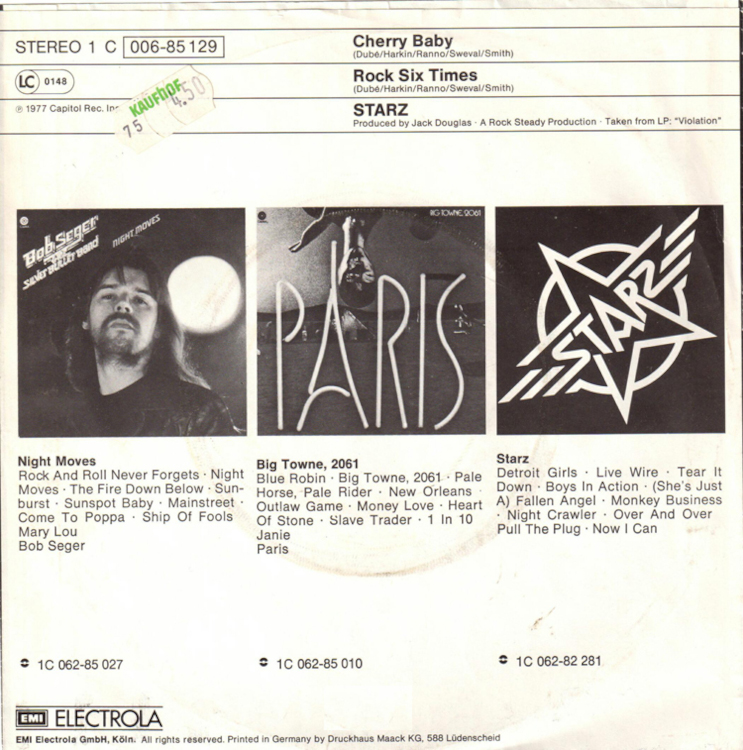 STEREO 1 C 006-85 129
LC 0148
℗ 1977 Capitol Rec. Inc
KAUFHOF
75 4.50
Cherry Baby
(Dubé/Harkin/Ranno/Sweval/Smith)
Rock Six Times
(Dubé/Harkin/Ranno/Sweval/Smith)
STARZ
Produced by Jack Douglas · A Rock Steady Production · Taken from LP: "Violation"
Bob Seger
Silver Bullet Band
NIGHT MOVES
BIG TOWNE, 2061
PARIS
STARZ
Night Moves
Rock And Roll Never Forgets · Night
Moves · The Fire Down Below · Sun-
burst · Sunspot Baby · Mainstreet ·
Come To Poppa · Ship Of Fools
Mary Lou
Bob Seger
Big Towne, 2061
Blue Robin · Big Towne, 2061 · Pale
Horse, Pale Rider · New Orleans ·
Outlaw Game · Money Love · Heart
Of Stone · Slave Trader · 1 In 10
Janie
Paris
Starz
Detroit Girls · Live Wire · Tear It
Down · Boys In Action · (She's Just
A) Fallen Angel · Monkey Business
· Night Crawler · Over And Over
Pull The Plug · Now I Can
1C 062-85 027
1C 062-85 010
1C 062-82 281
EMI ELECTROLA
EMI Electrola GmbH, Köln. All rights reserved. Printed in Germany by Druckhaus Maack KG, 588 Lüdenscheid